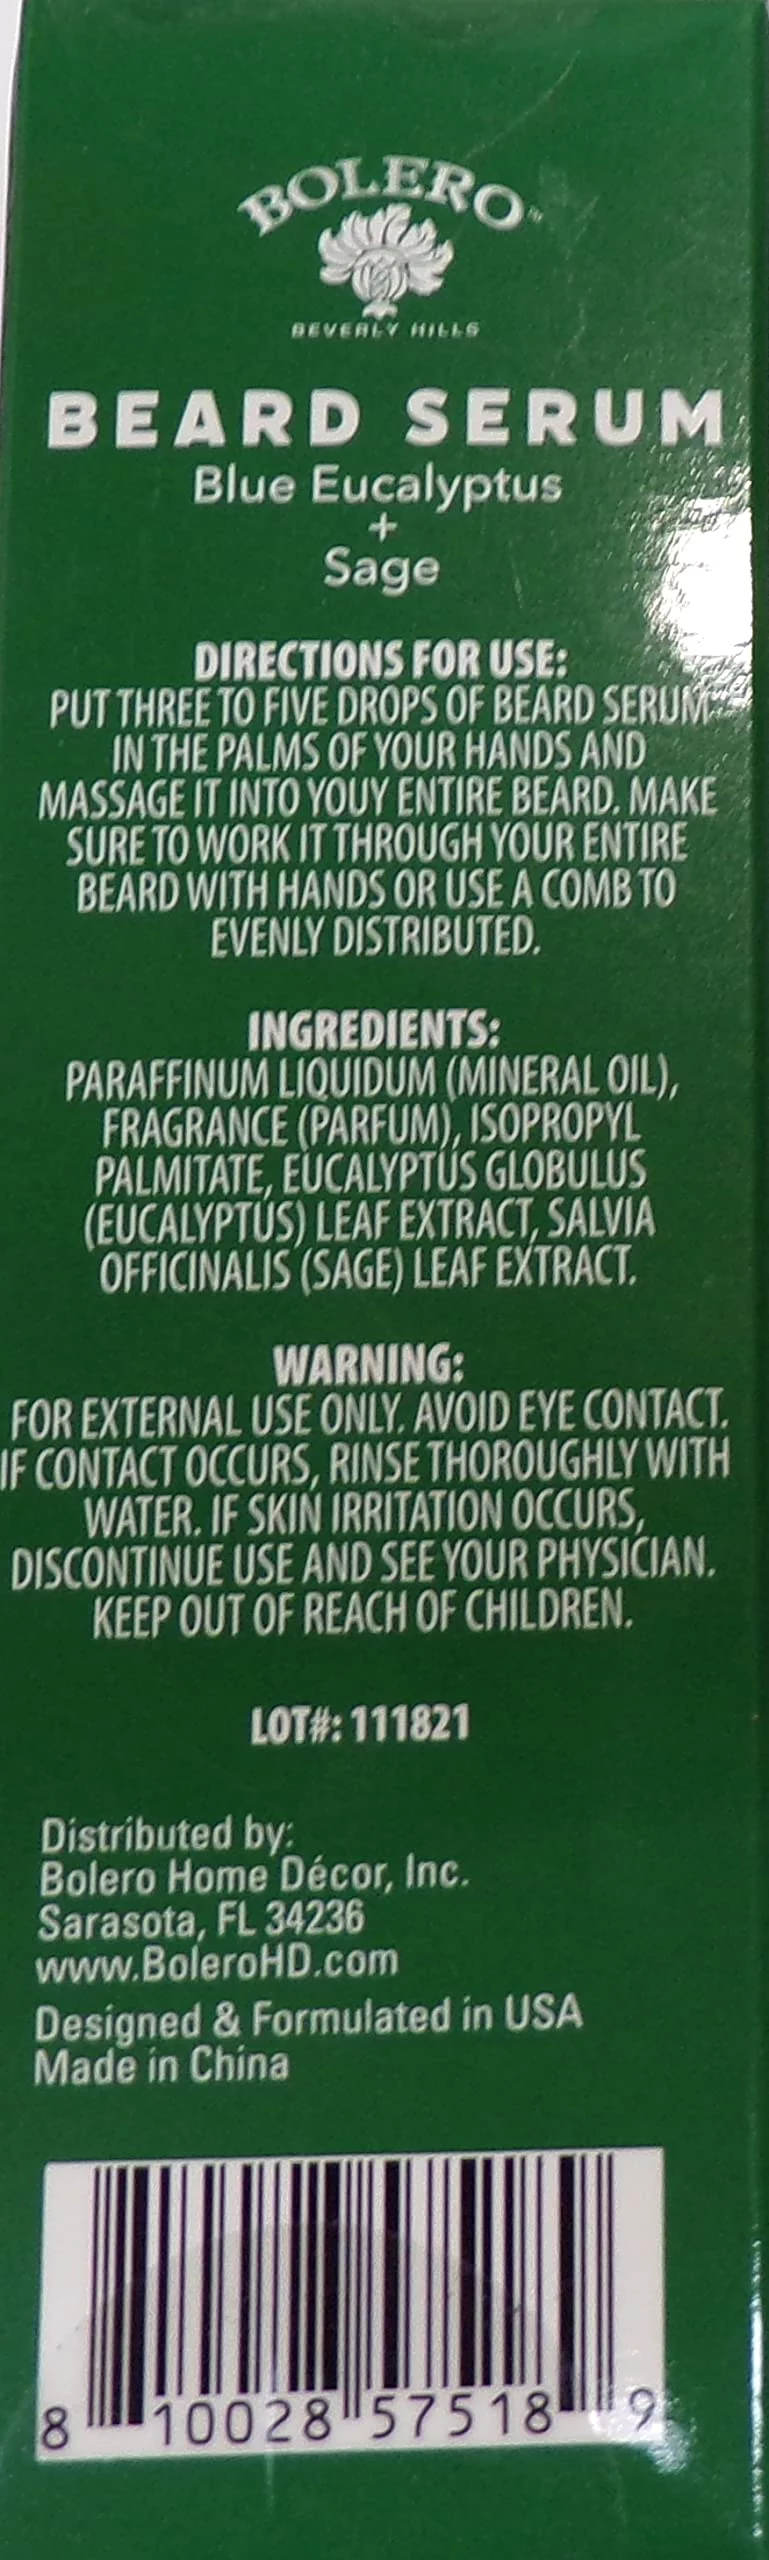 BOLERO™
BEVERLY HILLS
BEARD SERUM
Blue Eucalyptus
+
Sage
DIRECTIONS FOR USE:
PUT THREE TO FIVE DROPS OF BEARD SERUM
IN THE PALMS OF YOUR HANDS AND
MASSAGE IT INTO YOUY ENTIRE BEARD. MAKE
SURE TO WORK IT THROUGH YOUR ENTIRE
BEARD WITH HANDS OR USE A COMB TO
EVENLY DISTRIBUTED.
INGREDIENTS:
PARAFFINUM LIQUIDUM (MINERAL OIL),
FRAGRANCE (PARFUM), ISOPROPYL
PALMITATE, EUCALYPTUS GLOBULUS
(EUCALYPTUS) LEAF EXTRACT, SALVIA
OFFICINALIS (SAGE) LEAF EXTRACT.
WARNING:
FOR EXTERNAL USE ONLY. AVOID EYE CONTACT.
IF CONTACT OCCURS, RINSE THOROUGHLY WITH
WATER. IF SKIN IRRITATION OCCURS,
DISCONTINUE USE AND SEE YOUR PHYSICIAN.
KEEP OUT OF REACH OF CHILDREN.
LOT#: 111821
Distributed by:
Bolero Home Décor, Inc.
Sarasota, FL 34236
www.BoleroHD.com
Designed & Formulated in USA
Made in China
8 10028 57518 9